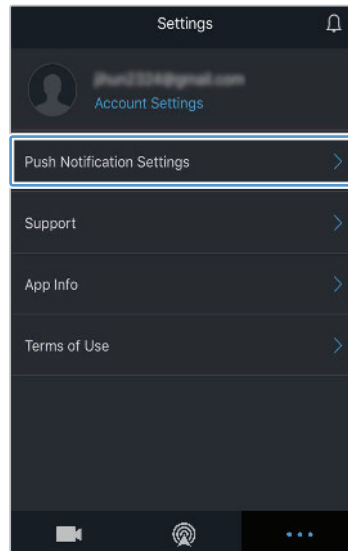 Settings
Account Settings
Push Notification Settings
Support
App Info
Terms of Use